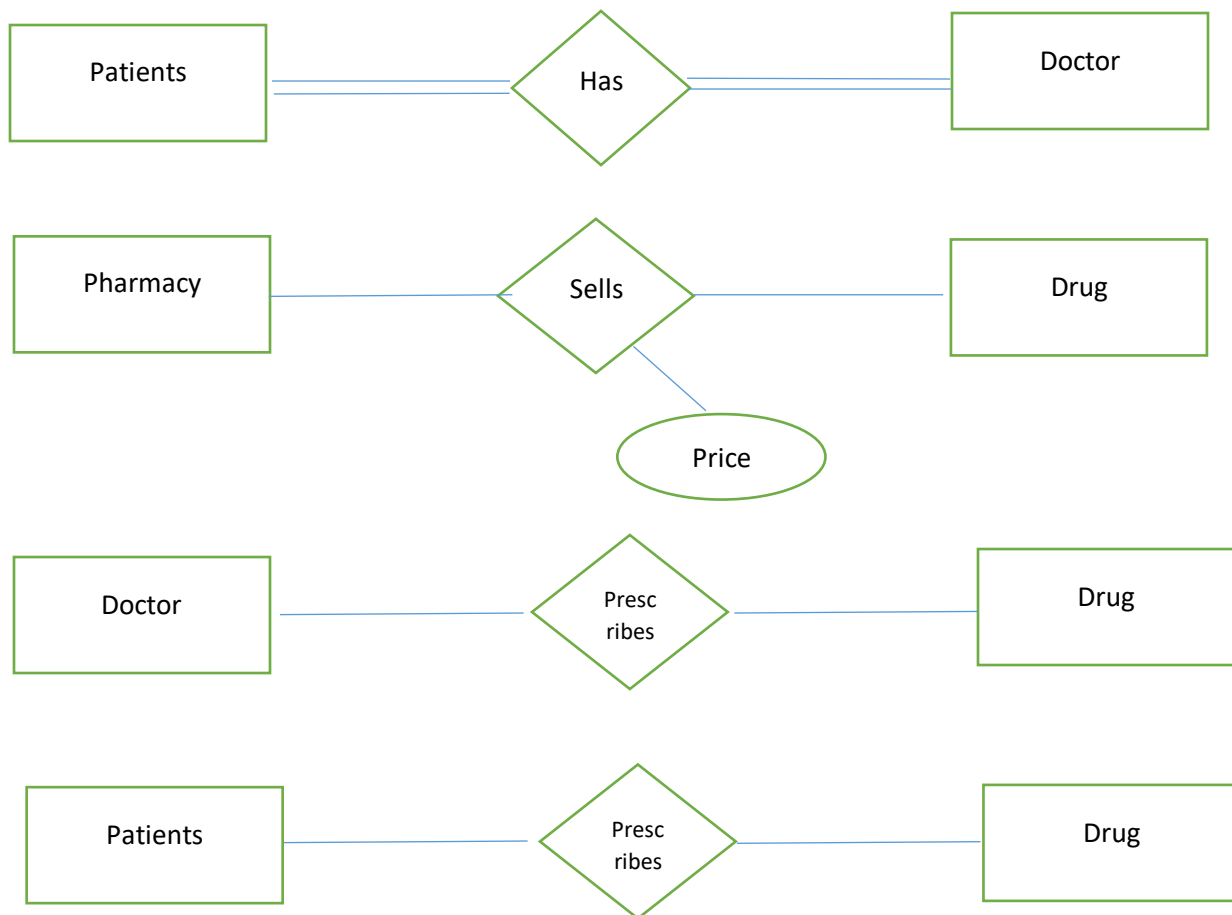 Patients
Has
Doctor
Pharmacy
Sells
Drug
Price
Doctor
Presc
ribes
Drug
Patients
Presc
ribes
Drug